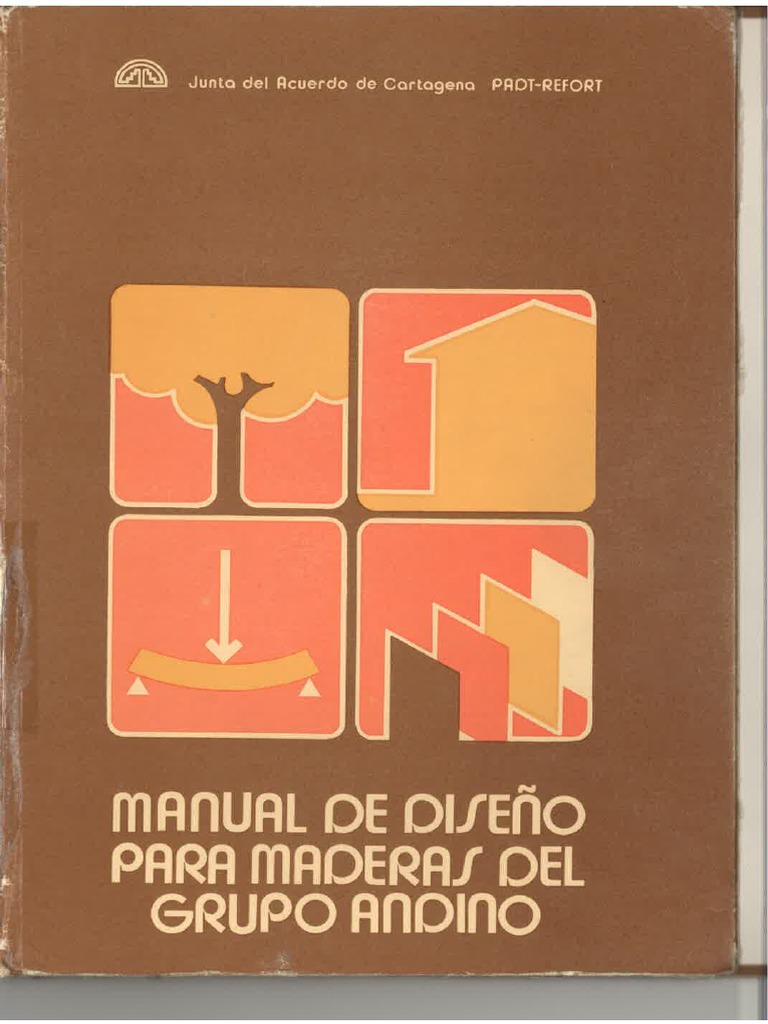 Junta del Acuerdo de Cartagena PADT-REFORT
MANUAL DE DISEÑO
PARA MADERAS DEL
GRUPO ANDINO